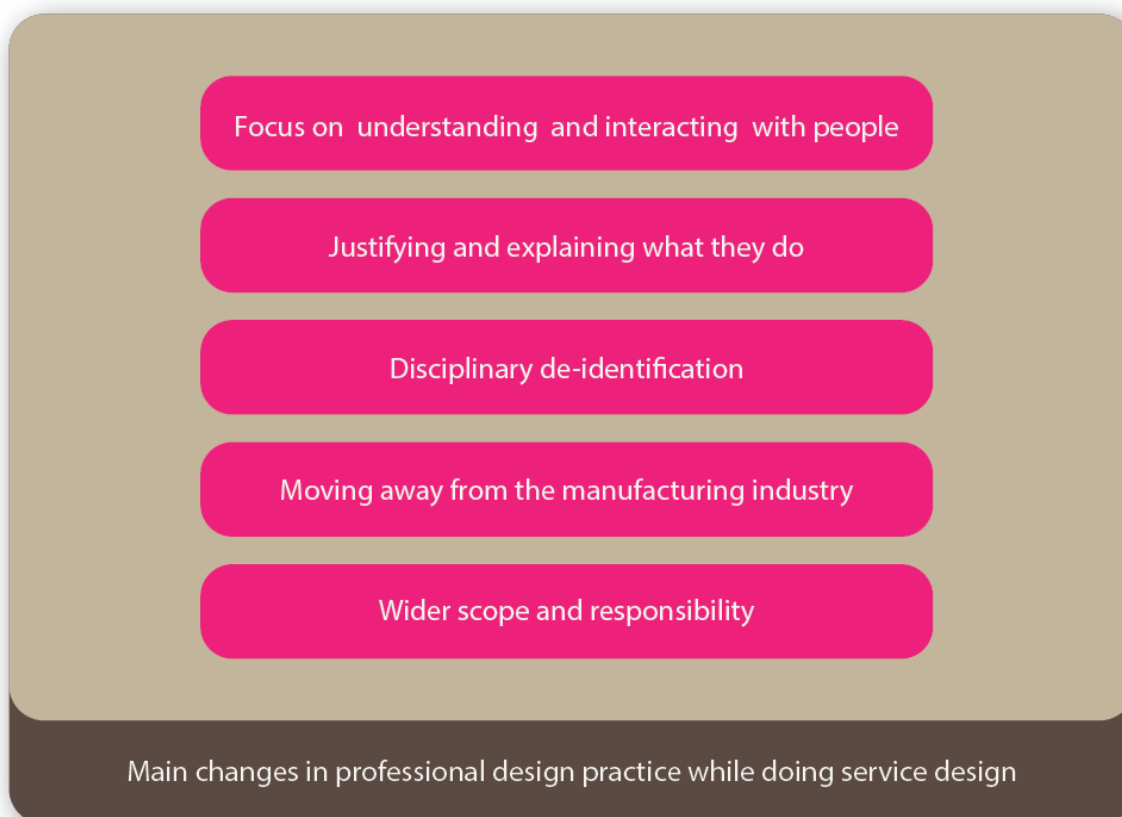 Focus on understanding and interacting with people
Justifying and explaining what they do
Disciplinary de-identification
Moving away from the manufacturing industry
Wider scope and responsibility
Main changes in professional design practice while doing service design